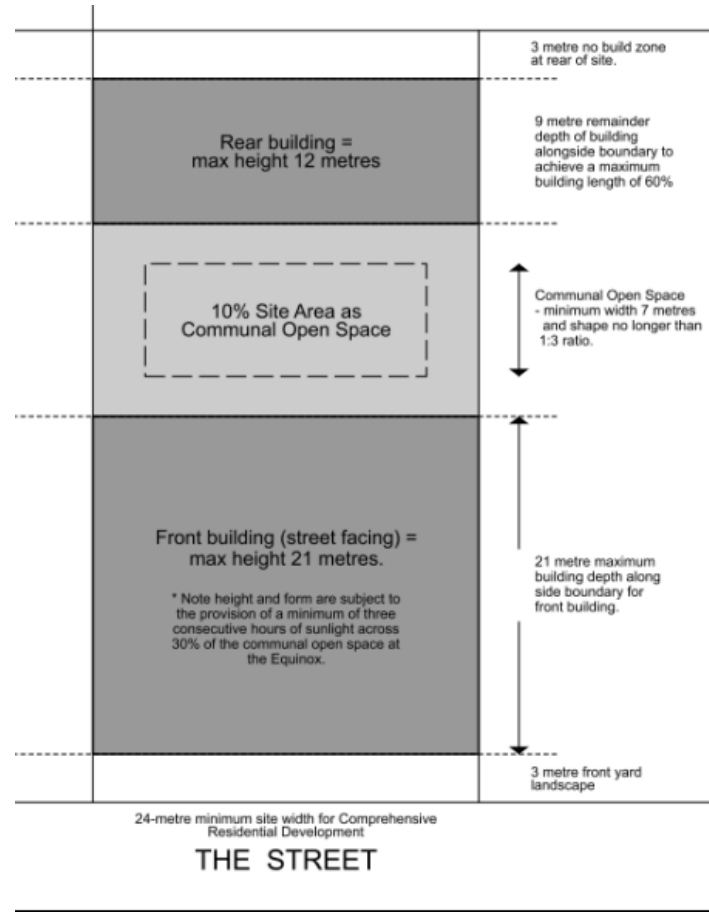 3 metre no build zone
at rear of site.
Rear building =
max height 12 metres
9 metre remainder
depth of building
alongside boundary to
achieve a maximum
building length of 60%
10% Site Area as
Communal Open Space
Communal Open Space
- minimum width 7 metres
and shape no longer than
1:3 ratio.
Front building (street facing) =
max height 21 metres.
* Note height and form are subject to
the provision of a minimum of three
consecutive hours of sunlight across
30% of the communal open space at
the Equinox.
21 metre maximum
building depth along
side boundary for
front building.
3 metre front yard
landscape
24-metre minimum site width for Comprehensive
Residential Development
THE STREET